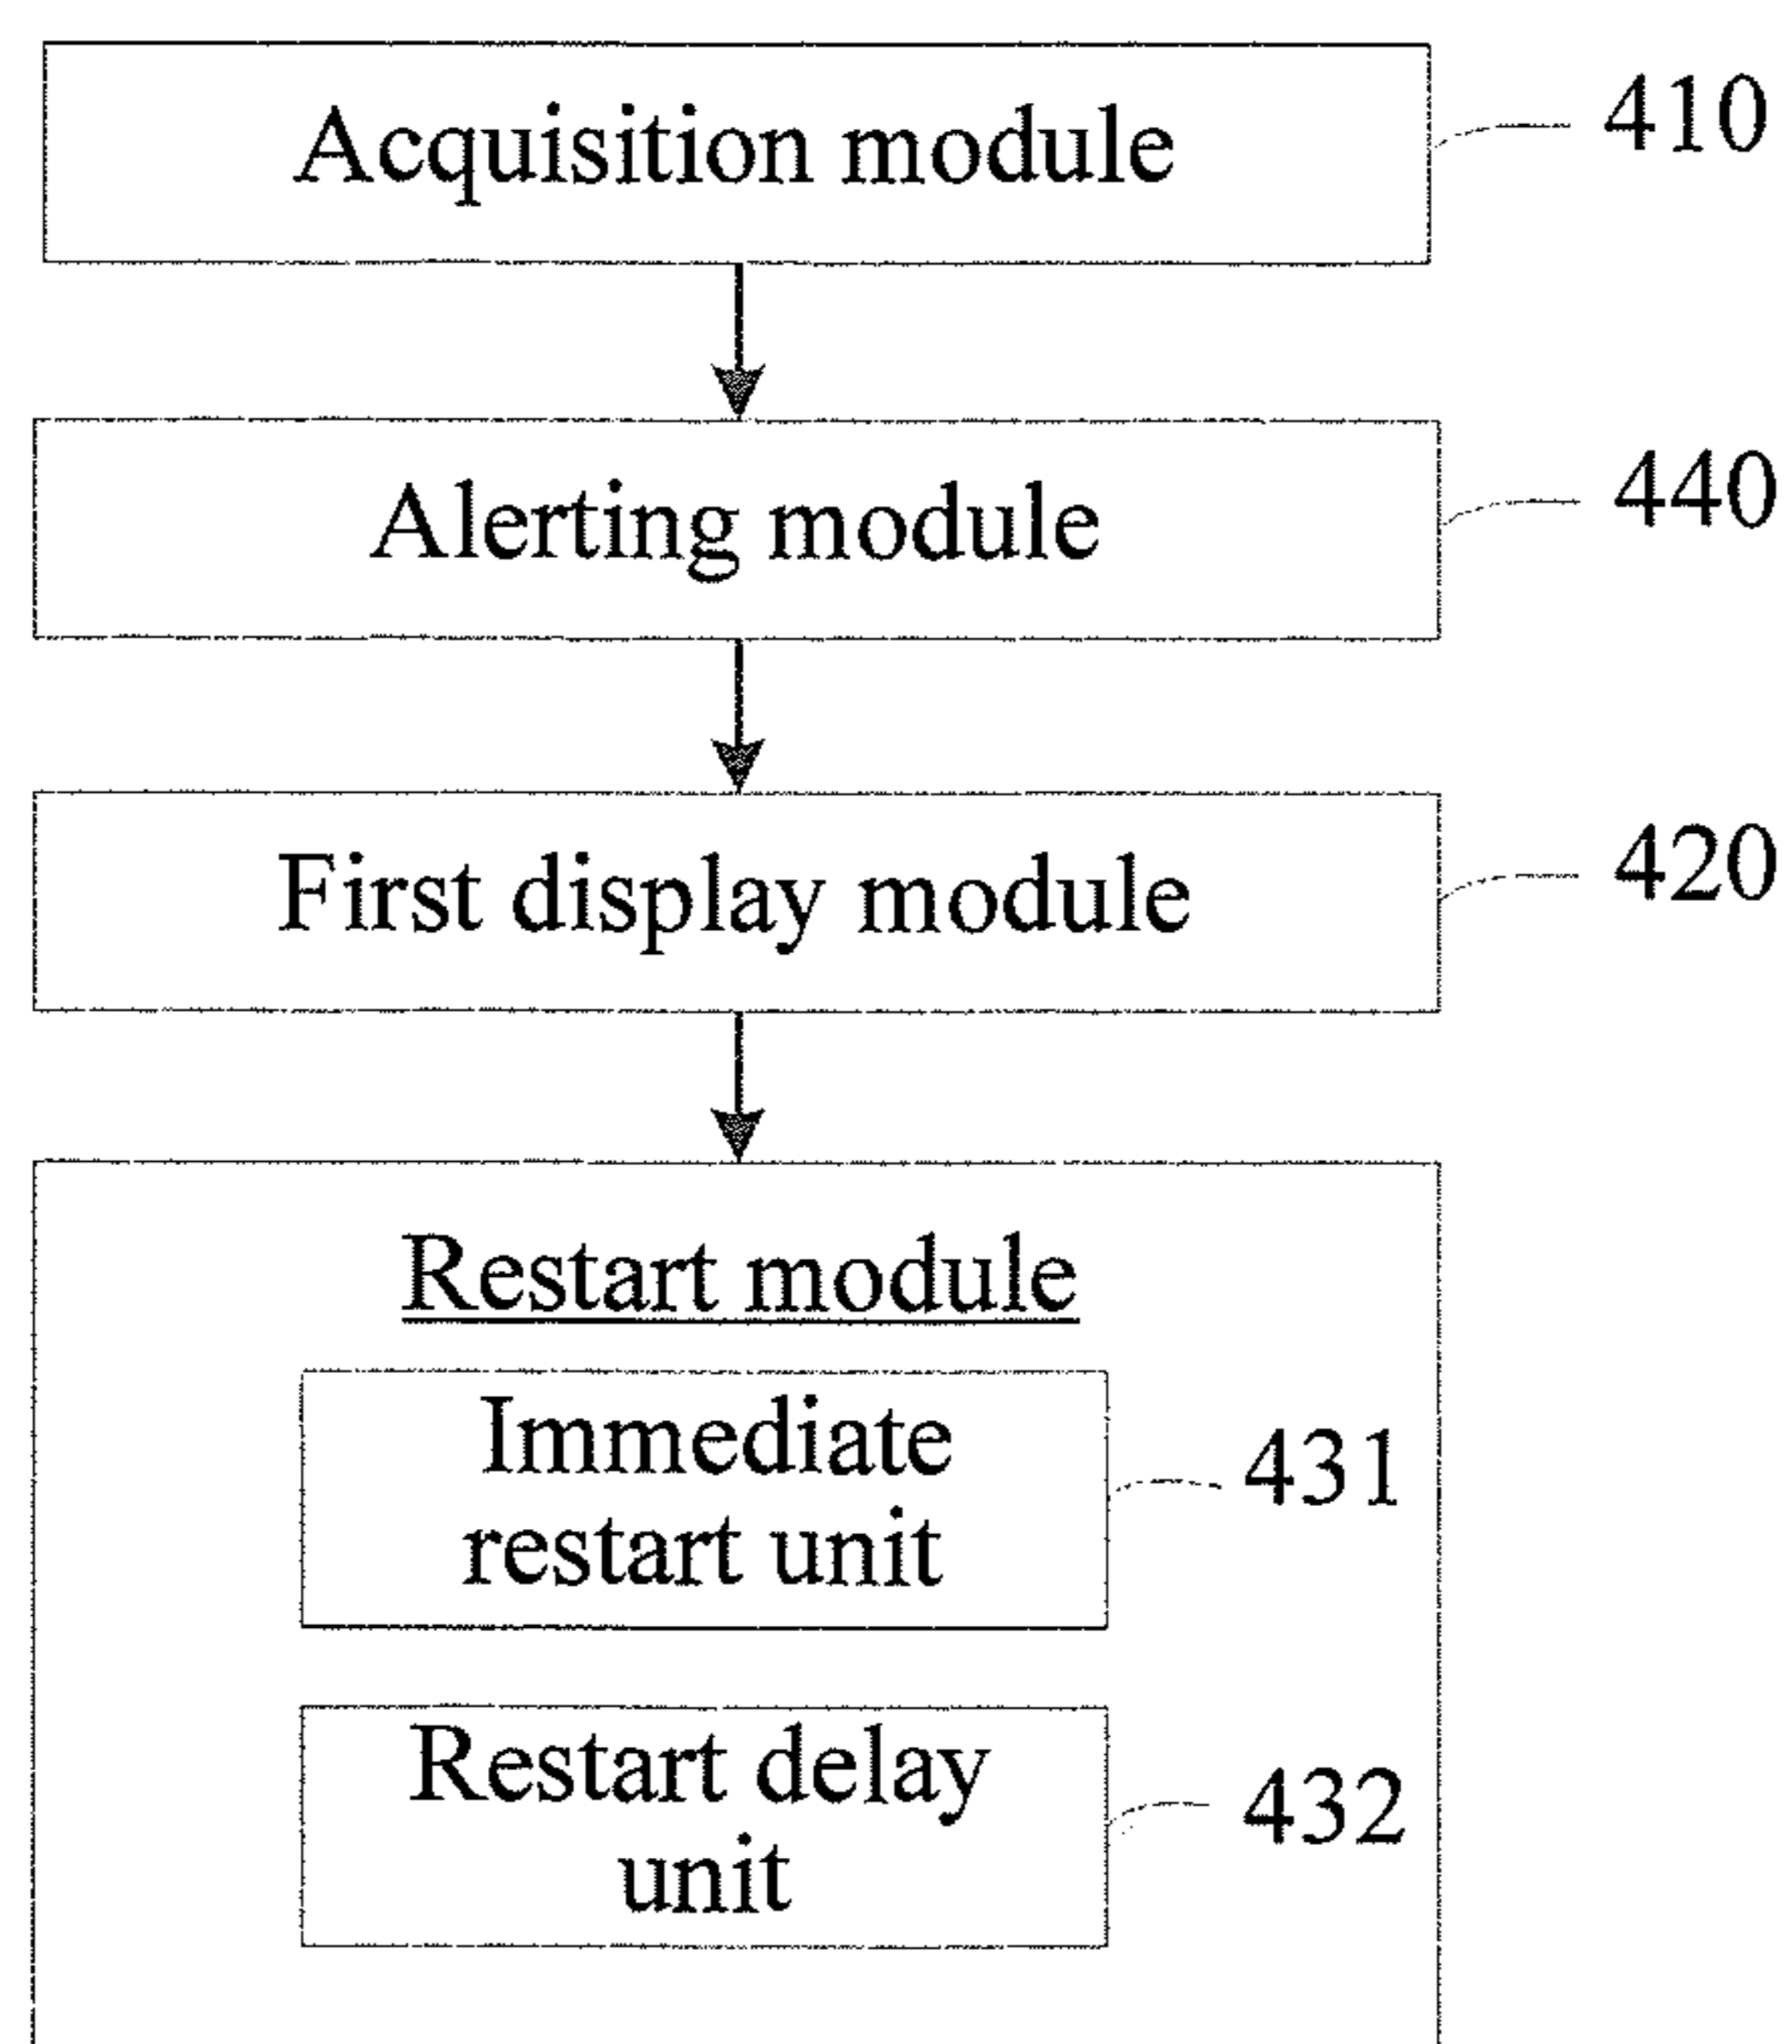 Acquisition module
410
Alerting module
440
First display module
420
Restart module
Immediate
restart unit
431
Restart delay
unit
432